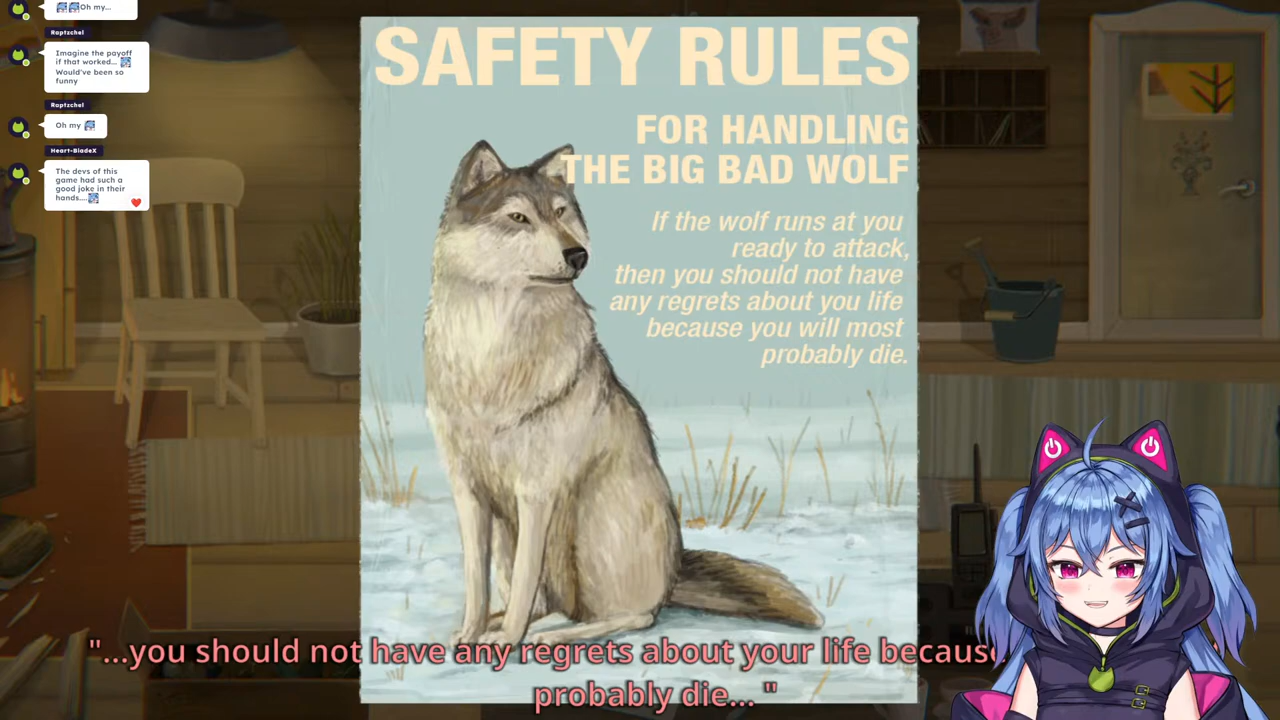 Oh my...
Raptzchel
Imagine the payoff
if that worked...
Would've been so
funny
Raptzchel
Oh my
Heart-BladeX
The devs of this
game had such a
good joke in their
hands....
SAFETY RULES
FOR HANDLING
THE BIG BAD WOLF
If the wolf runs at you
ready to attack,
then you should not have
any regrets about you life
because you will most
probably die.
"...you should not have any regrets about your life because
probably die... "